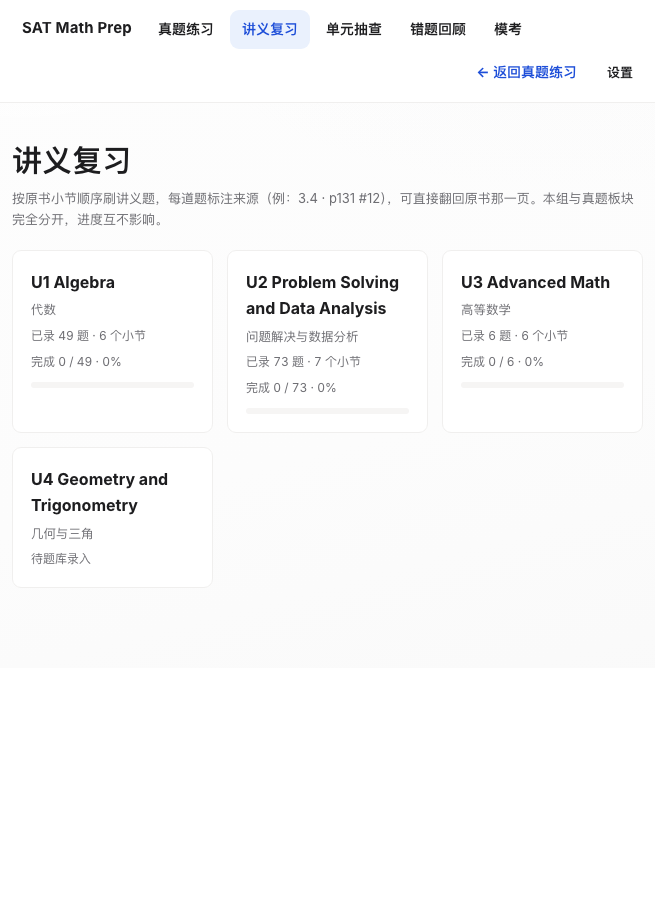 SAT Math Prep
真题练习
讲义复习
单元抽查
错题回顾
模考
← 返回真题练习
设置
讲义复习
按原书小节顺序刷讲义题，每道题标注来源（例：3.4 · p131 #12），可直接翻回原书那一页。本组与真题板块
完全分开，进度互不影响。
U1 Algebra
代数
已录 49 题 · 6 个小节
完成 0 / 49 · 0%
U2 Problem Solving
and Data Analysis
问题解决与数据分析
已录 73 题 · 7 个小节
完成 0 / 73 · 0%
U3 Advanced Math
高等数学
已录 6 题 · 6 个小节
完成 0 / 6 · 0%
U4 Geometry and
Trigonometry
几何与三角
待题库录入